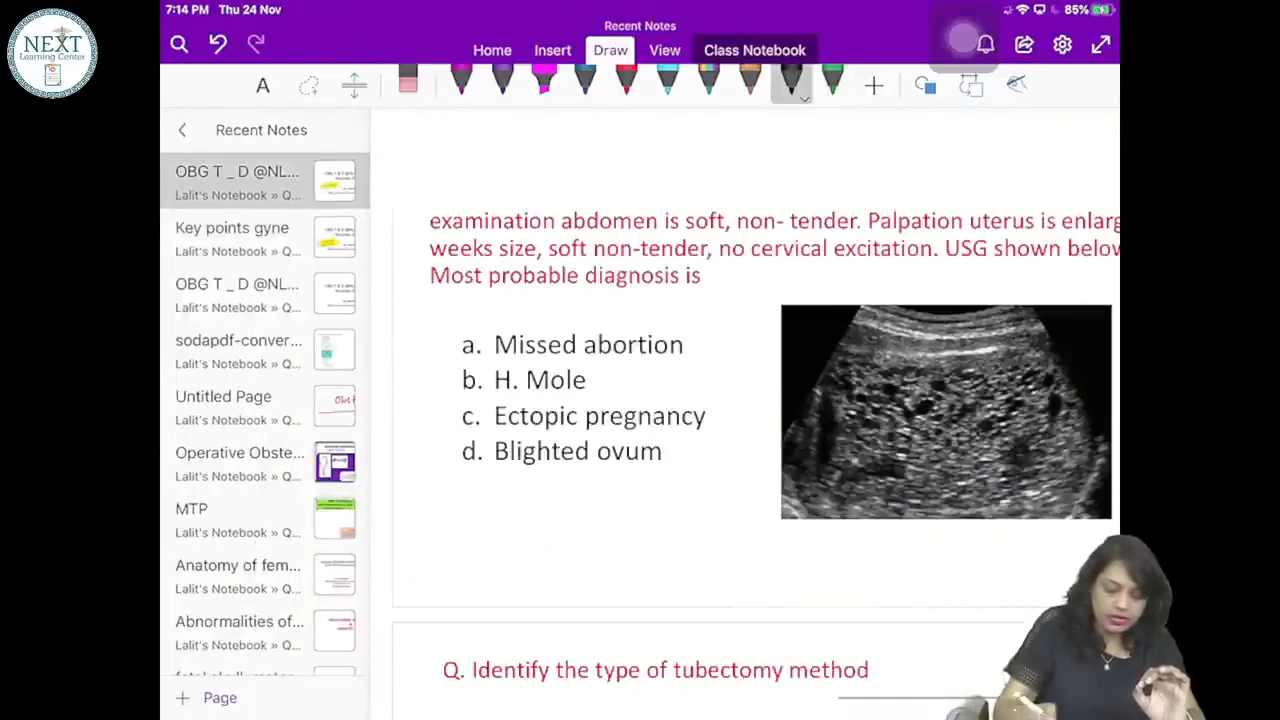 NEXT
Learning Center
7:14 PM Thu 24 Nov
85%
Recent Notes
Home Insert Draw View Class Notebook
A
Recent Notes
OBG T _ D @NL...
Lalit's Notebook » Q...
Key points gyne
Lalit's Notebook » Q...
OBG T _ D @NL...
Lalit's Notebook » Q...
sodapdf-conver...
Lalit's Notebook » Q...
Untitled Page
Lalit's Notebook » Q...
Operative Obste...
Lalit's Notebook » Q...
MTP
Lalit's Notebook » Q...
Anatomy of fem...
Lalit's Notebook » Q...
Abnormalities of...
Lalit's Notebook » Q...
Page
examination abdomen is soft, non- tender. Palpation uterus is enlarg
weeks size, soft non-tender, no cervical excitation. USG shown below
Most probable diagnosis is
a. Missed abortion
b. H. Mole
c. Ectopic pregnancy
d. Blighted ovum
Q. Identify the type of tubectomy method